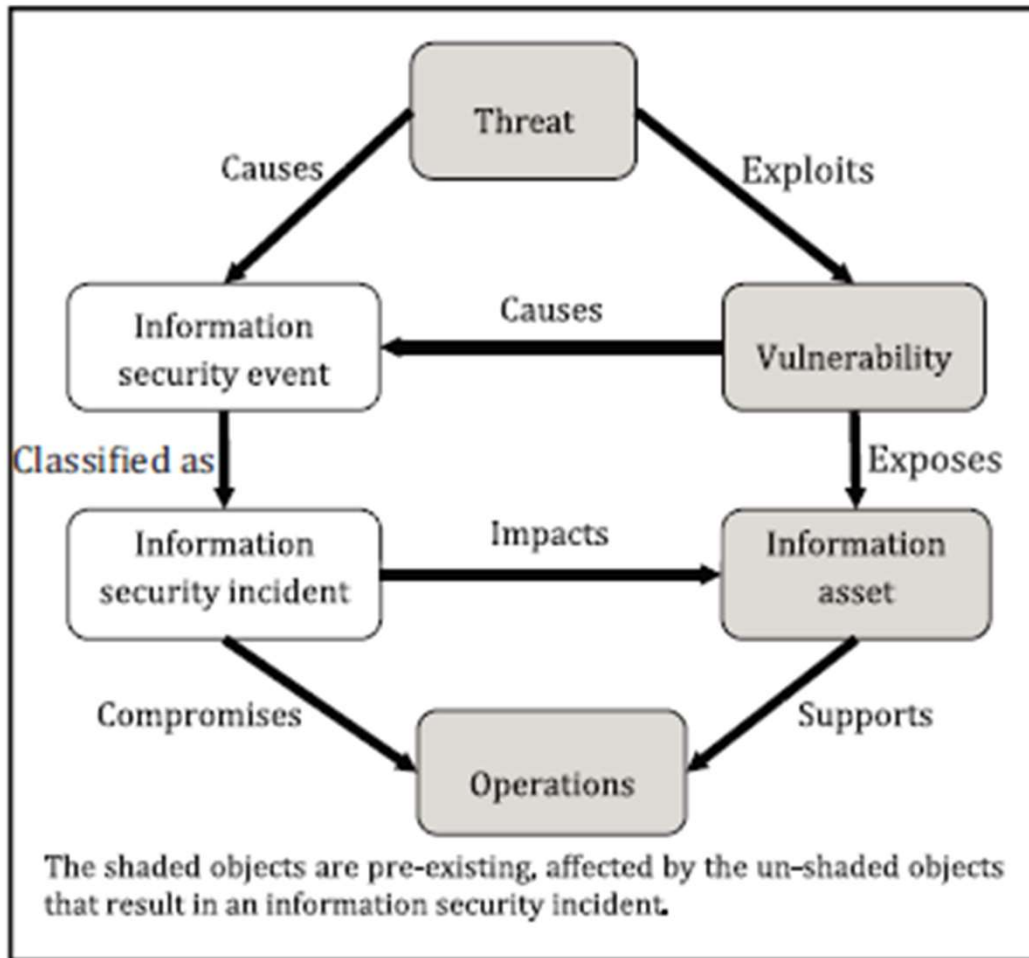 Threat
Causes
Exploits
Information
security event
Causes
Vulnerability
Classified as
Exposes
Information
security incident
Impacts
Information
asset
Compromises
Supports
Operations
The shaded objects are pre-existing, affected by the un-shaded objects
that result in an information security incident.